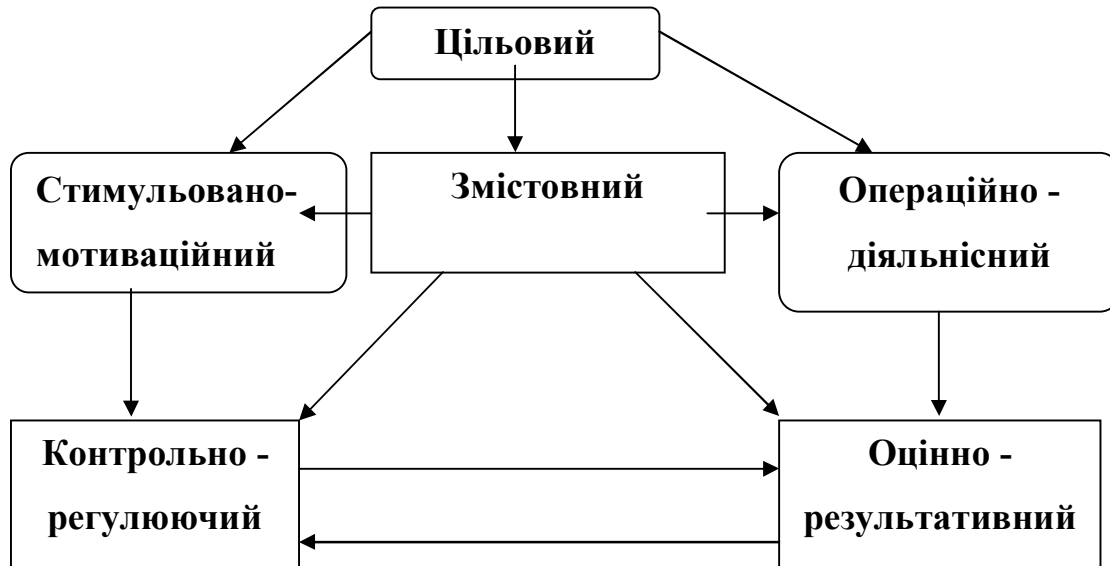 Цільовий
Стимульовано-
мотиваційний
Змістовний
Операційно -
діяльнісний
Контрольно -
регулюючий
Оцінно -
результативний